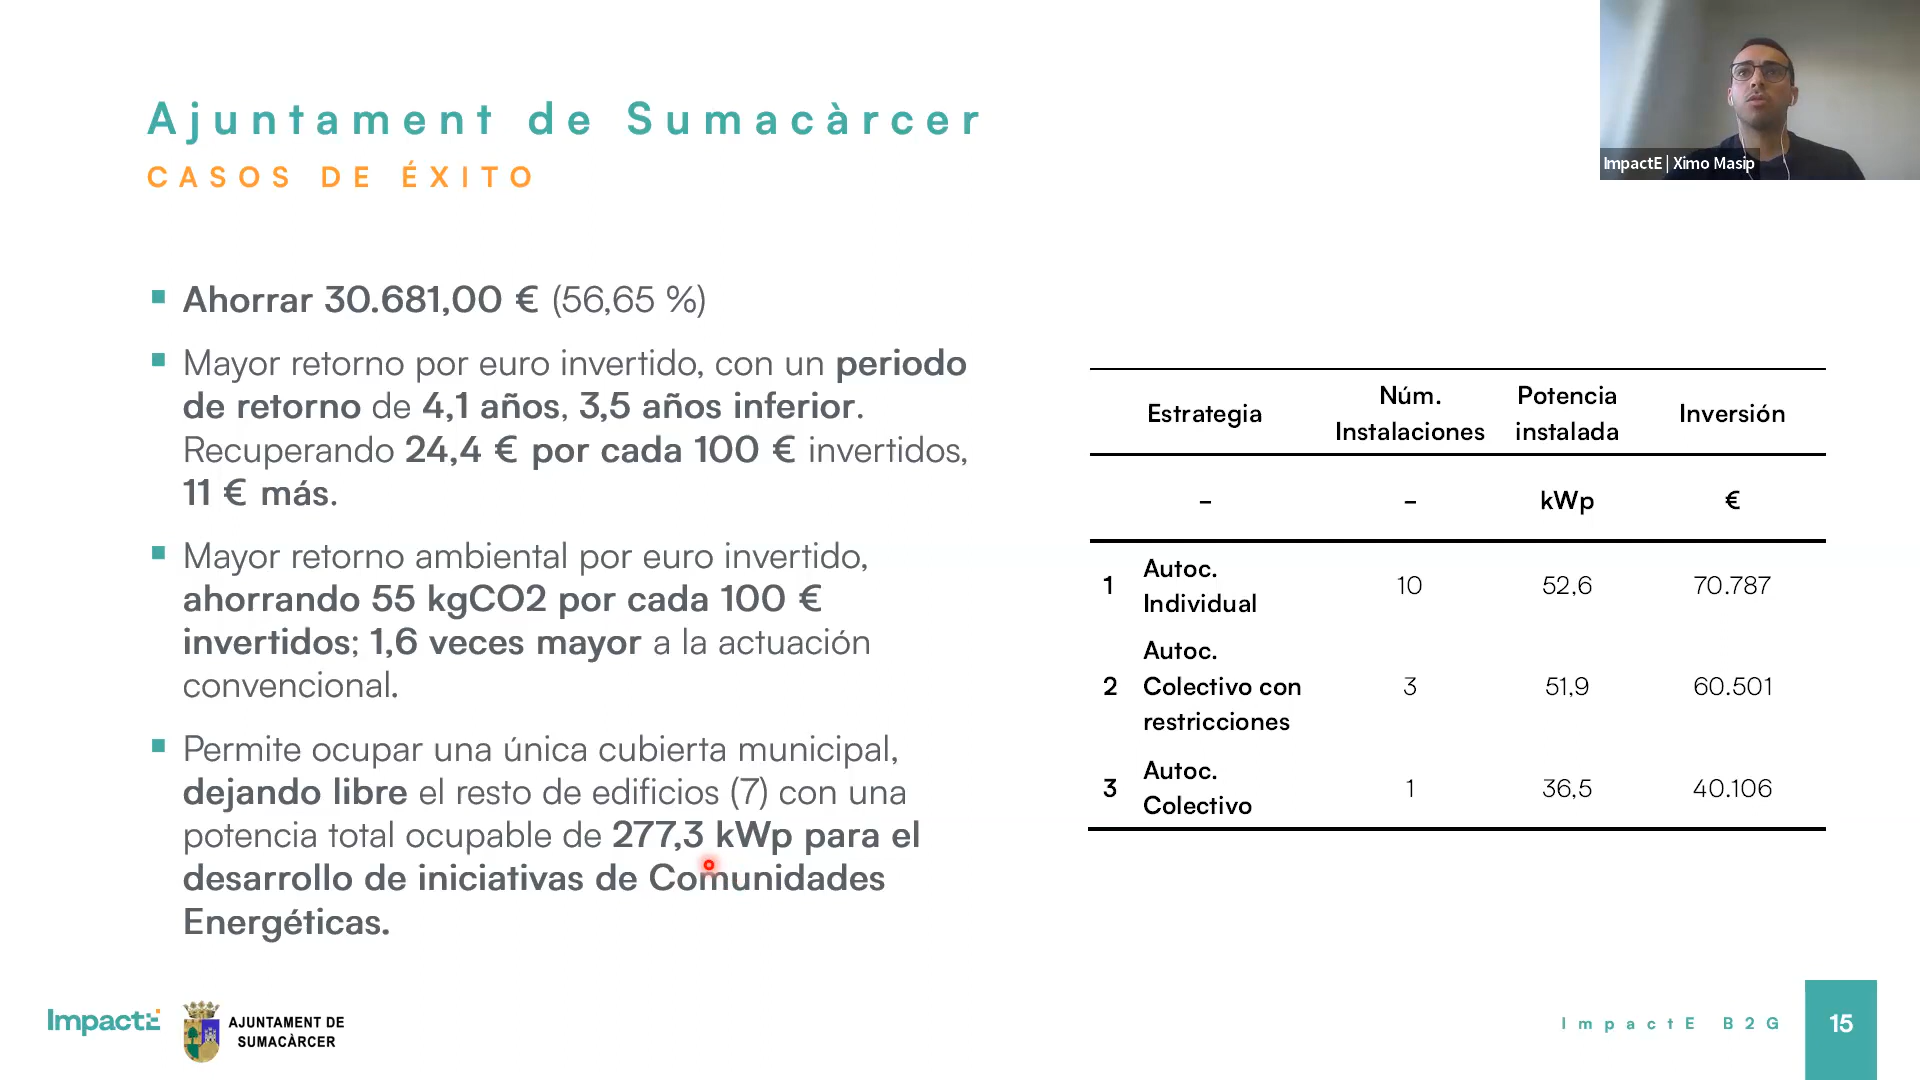 Ajuntament de Sumacàrcer
CASOS DE ÉXITO
ImpactE | Ximo Masip
Ahorrar 30.681,00 € (56,65 %)
Mayor retorno por euro invertido, con un periodo
de retorno de 4,1 años, 3,5 años inferior.
Recuperando 24,4 € por cada 100 € invertidos,
11 € más.
Mayor retorno ambiental por euro invertido,
ahorrando 55 kgCO2 por cada 100 €
invertidos; 1,6 veces mayor a la actuación
convencional.
Permite ocupar una única cubierta municipal,
dejando libre el resto de edificios (7) con una
potencia total ocupable de 277,3 kWp para el
desarrollo de iniciativas de Comunidades
Energéticas.
Estrategia Núm. Instalaciones Potencia instalada Inversión
– – kWp €
1 Autoc. Individual 10 52,6 70.787
2 Autoc. Colectivo con restricciones 3 51,9 60.501
3 Autoc. Colectivo 1 36,5 40.106
ImpactE
AJUNTAMENT DE
SUMACÀRCER
ImpactE B2G
15